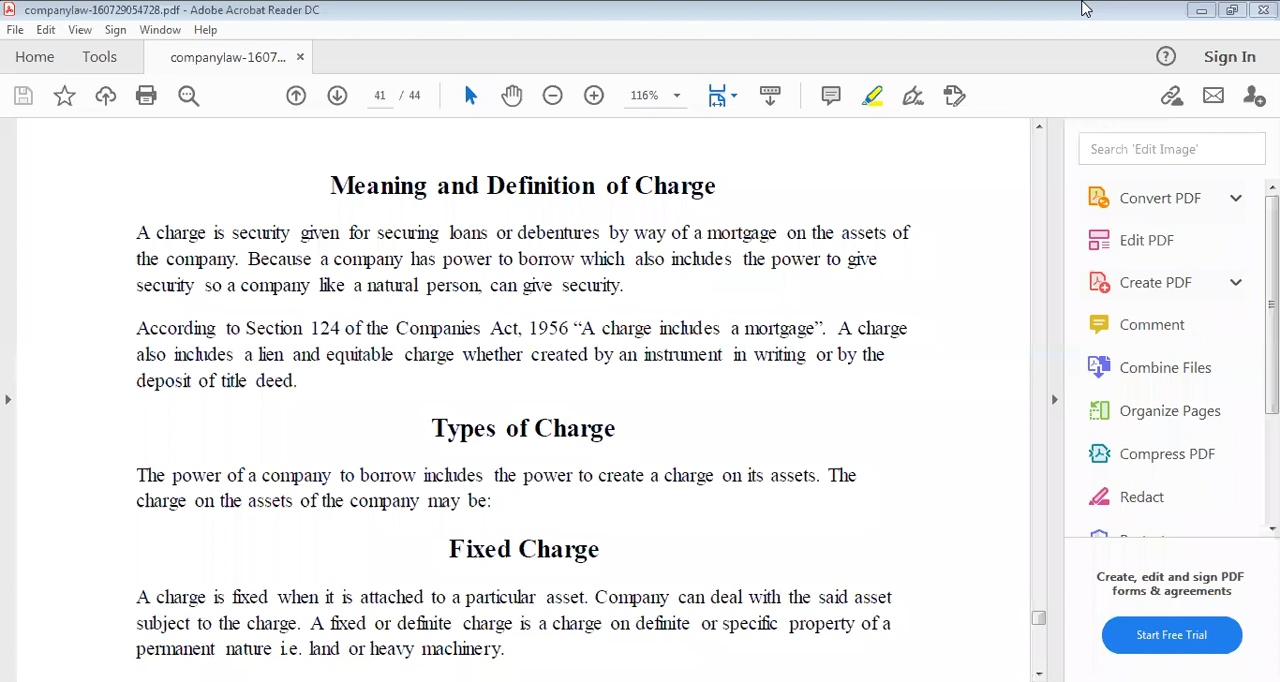 companylaw-160729054728.pdf - Adobe Acrobat Reader DC
File Edit View Sign Window Help
Home Tools companylaw-1607... × Sign In
41 / 44 116%
Search 'Edit Image'
Meaning and Definition of Charge
A charge is security given for securing loans or debentures by way of a mortgage on the assets of
the company. Because a company has power to borrow which also includes the power to give
security so a company like a natural person, can give security.
According to Section 124 of the Companies Act, 1956 “A charge includes a mortgage”. A charge
also includes a lien and equitable charge whether created by an instrument in writing or by the
deposit of title deed.
Types of Charge
The power of a company to borrow includes the power to create a charge on its assets. The
charge on the assets of the company may be:
Fixed Charge
A charge is fixed when it is attached to a particular asset. Company can deal with the said asset
subject to the charge. A fixed or definite charge is a charge on definite or specific property of a
permanent nature i.e. land or heavy machinery.
Convert PDF
Edit PDF
Create PDF
Comment
Combine Files
Organize Pages
Compress PDF
Redact
Create, edit and sign PDF
forms & agreements
Start Free Trial